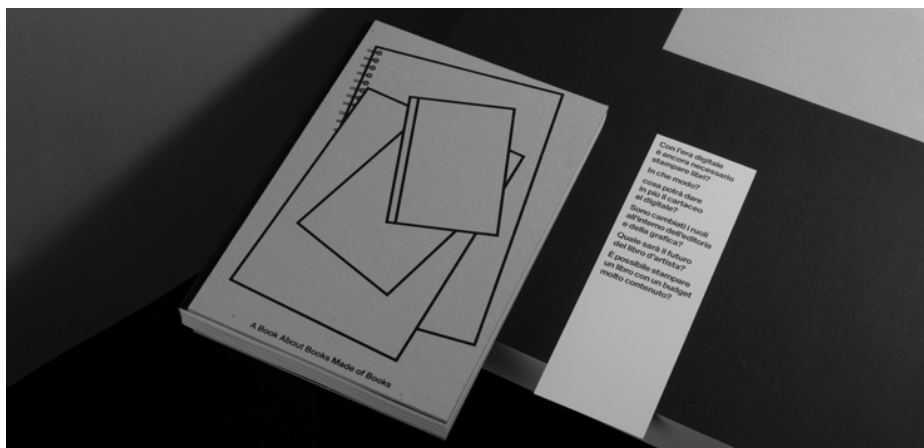 A Book About Books Made of Books
Con l'era digitale
è ancora necessario
stampare libri?
In che modo?
cosa potrà dare
in più il cartaceo
al digitale?
Sono cambiati i ruoli
all'interno dell'editoria
e della grafica?
Quale sarà il futuro
del libro d'artista?
È possibile stampare
un libro con un budget
molto contenuto?